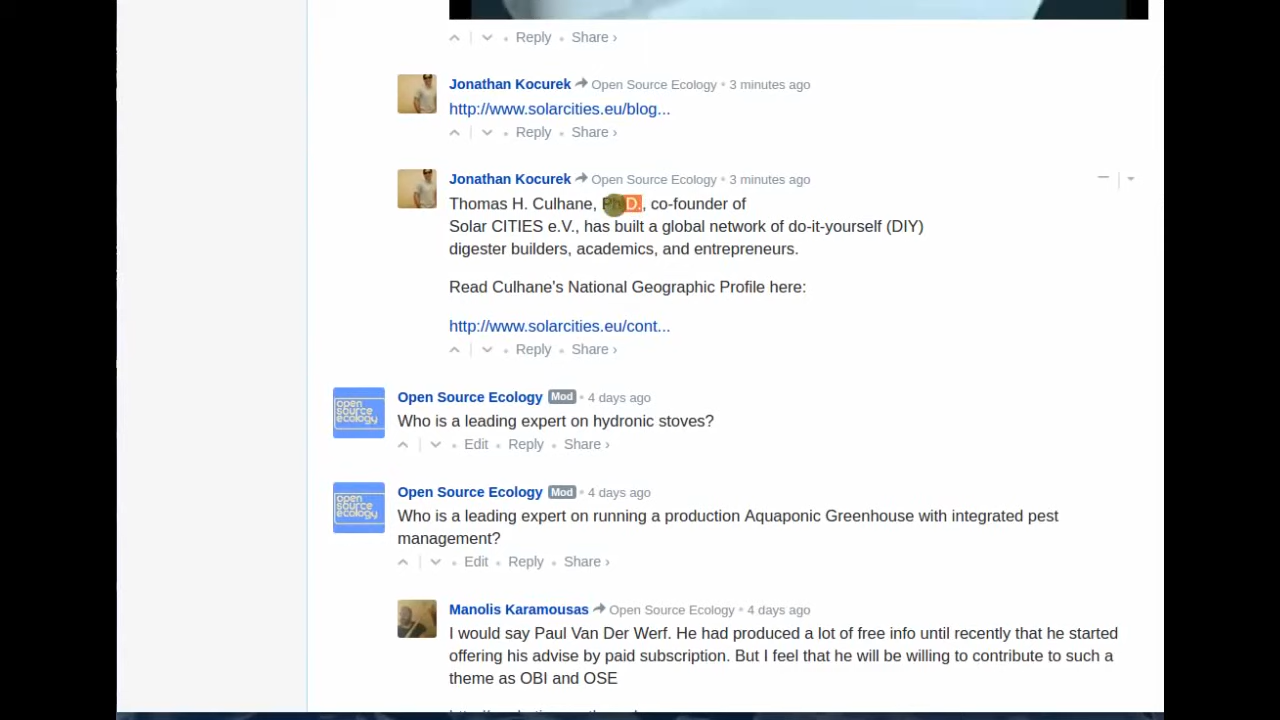 Reply Share ›
Jonathan Kocurek Open Source Ecology • 3 minutes ago
http://www.solarcities.eu/blog...
Reply Share ›
Jonathan Kocurek Open Source Ecology • 3 minutes ago
Thomas H. Culhane, Ph.D., co-founder of
Solar CITIES e.V., has built a global network of do-it-yourself (DIY)
digester builders, academics, and entrepreneurs.
Read Culhane's National Geographic Profile here:
http://www.solarcities.eu/cont...
Reply Share ›
open source ecology
Open Source Ecology Mod • 4 days ago
Who is a leading expert on hydronic stoves?
Edit Reply Share ›
open source ecology
Open Source Ecology Mod • 4 days ago
Who is a leading expert on running a production Aquaponic Greenhouse with integrated pest
management?
Edit Reply Share ›
Manolis Karamousas Open Source Ecology • 4 days ago
I would say Paul Van Der Werf. He had produced a lot of free info until recently that he started
offering his advise by paid subscription. But I feel that he will be willing to contribute to such a
theme as OBI and OSE